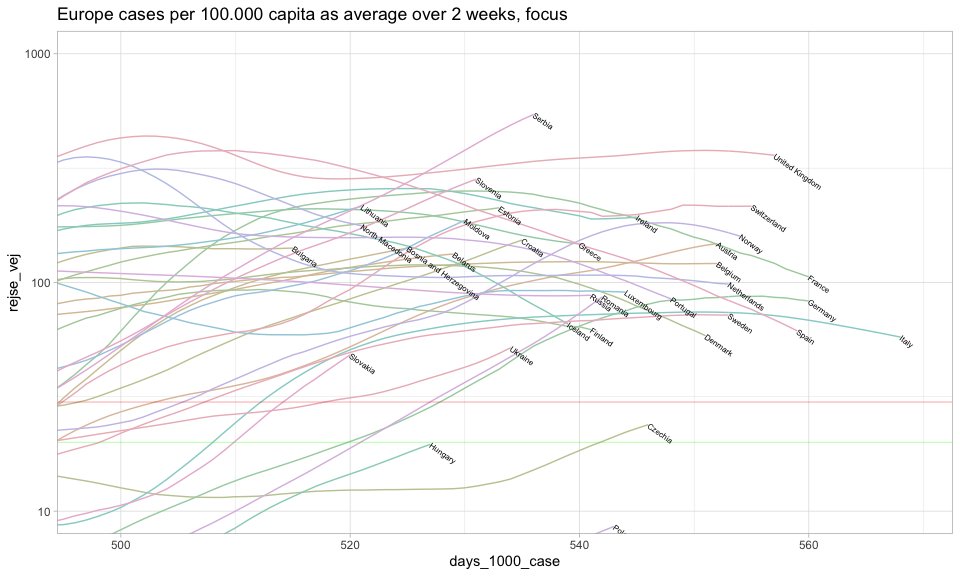 Europe cases per 100.000 capita as average over 2 weeks, focus
1000
Serbia
United Kingdom
Slovenia
Lithuania
Estonia
Switzerland
Ireland
North Macedonia
Moldova
Bulgaria
Bosnia and Herzegovina
Belarus
Croatia
Greece
Norway
Austria
Belgium
100
rejse_vej
France
Netherlands
Luxembourg
Russia
Romania
Portugal
Germany
Iceland
Finland
Sweden
Spain
Denmark
Italy
Slovakia
Ukraine
Czechia
Hungary
10
Pol
500
520
540
560
days_1000_case